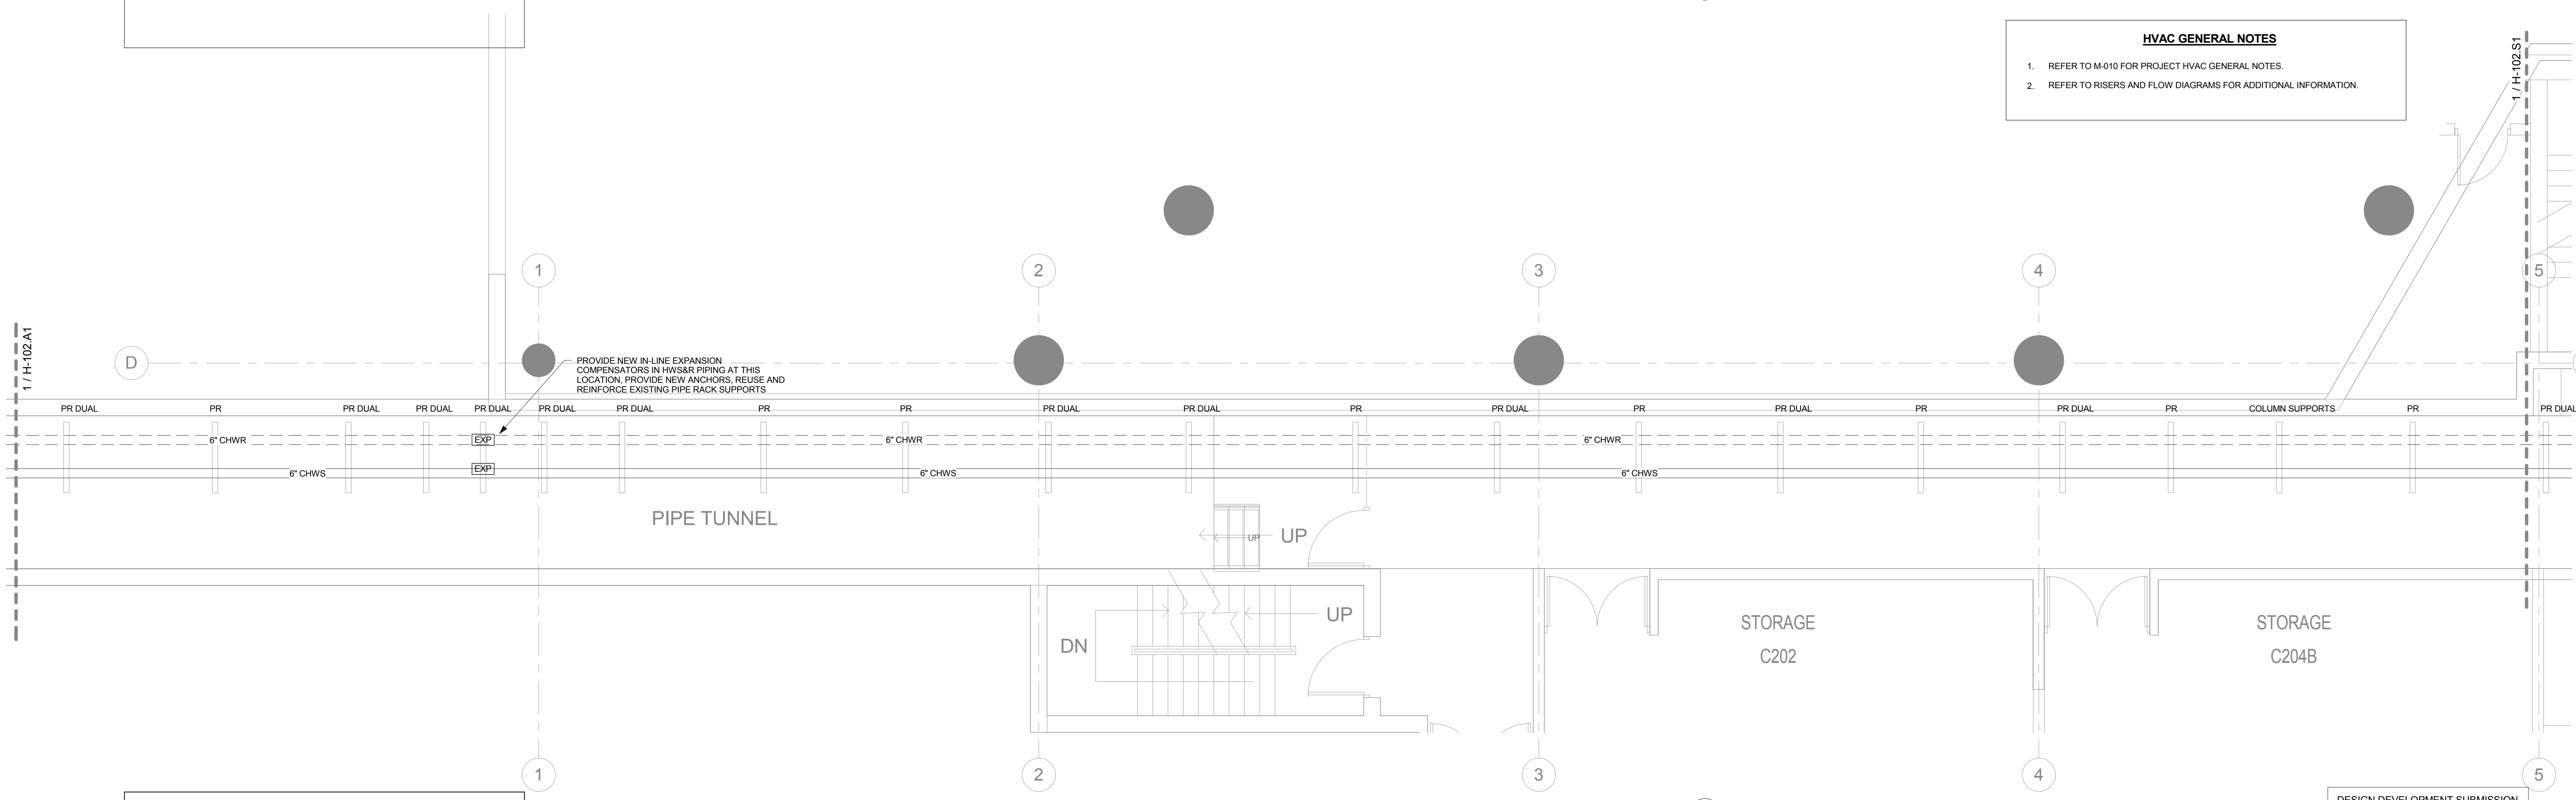 HVAC GENERAL NOTES
1. REFER TO M-010 FOR PROJECT HVAC GENERAL NOTES.
2. REFER TO RISERS AND FLOW DIAGRAMS FOR ADDITIONAL INFORMATION.
1 / H-102.S1
1 2 3 4 5
1 / H-102.A1
D
PROVIDE NEW IN-LINE EXPANSION
COMPENSATORS IN HWS&R PIPING AT THIS
LOCATION, PROVIDE NEW ANCHORS, REUSE AND
REINFORCE EXISTING PIPE RACK SUPPORTS
PR DUAL PR PR DUAL PR DUAL PR DUAL PR DUAL PR DUAL PR PR PR DUAL PR DUAL PR PR DUAL PR PR DUAL PR PR DUAL PR COLUMN SUPPORTS PR PR DUAL
6" CHWR EXP 6" CHWR 6" CHWR
6" CHWS EXP 6" CHWS 6" CHWS
PIPE TUNNEL
UP UP
UP
DN
STORAGE
C202
STORAGE
C204B
1 2 3 4 5
DESIGN DEVELOPMENT SUBMISSION